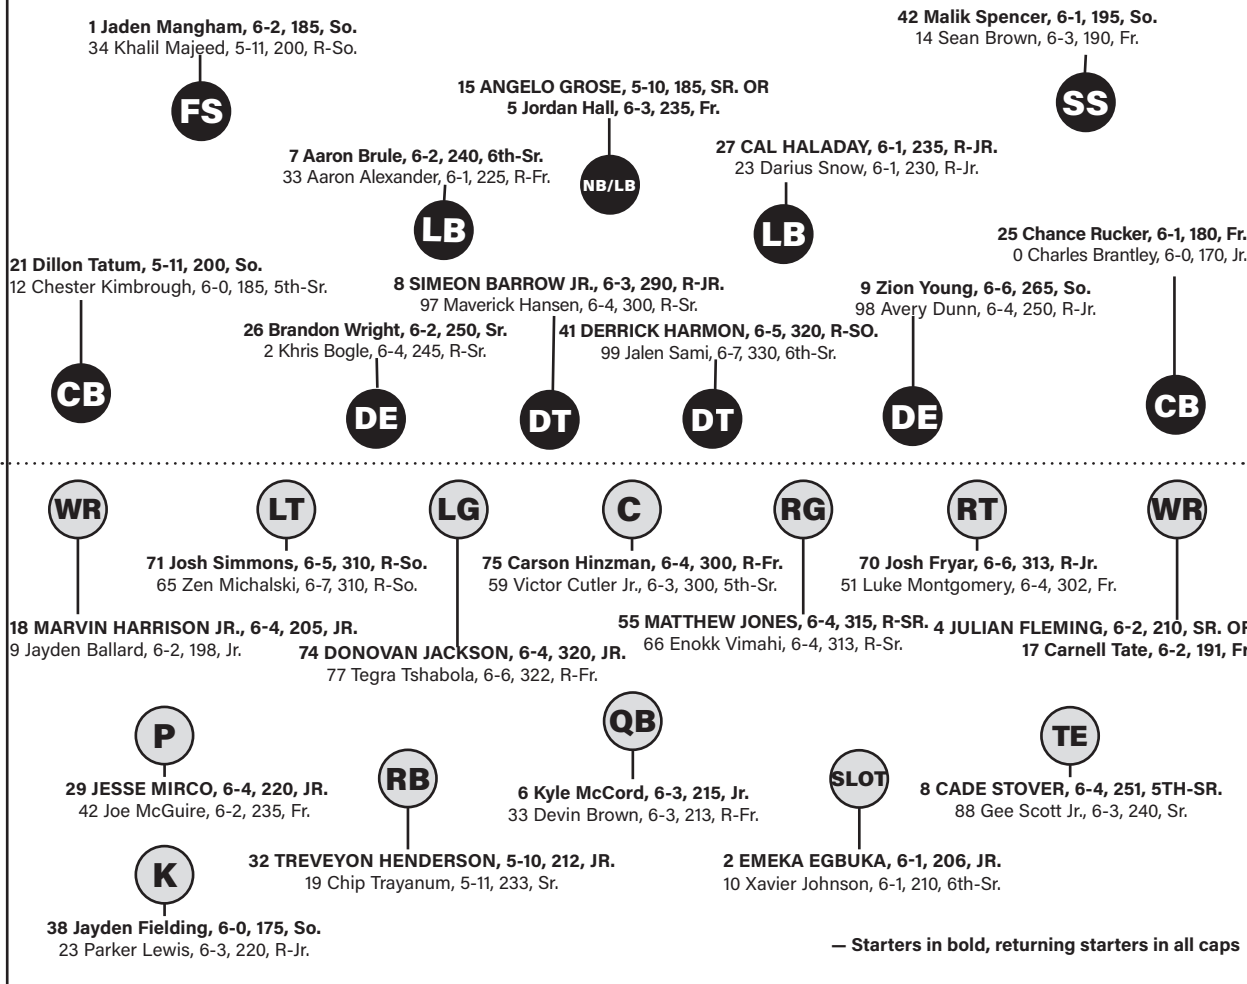 1 Jaden Mangham, 6-2, 185, So.
34 Khalil Majeed, 5-11, 200, R-So.
FS
42 Malik Spencer, 6-1, 195, So.
14 Sean Brown, 6-3, 190, Fr.
SS
15 ANGELO GROSE, 5-10, 185, SR. OR
5 Jordan Hall, 6-3, 235, Fr.
NB/LB
7 Aaron Brule, 6-2, 240, 6th-Sr.
33 Aaron Alexander, 6-1, 225, R-Fr.
LB
27 CAL HALADAY, 6-1, 235, R-JR.
23 Darius Snow, 6-1, 230, R-Jr.
LB
25 Chance Rucker, 6-1, 180, Fr.
0 Charles Brantley, 6-0, 170, Jr.
CB
21 Dillon Tatum, 5-11, 200, So.
12 Chester Kimbrough, 6-0, 185, 5th-Sr.
CB
8 SIMEON BARROW JR., 6-3, 290, R-JR.
97 Maverick Hansen, 6-4, 300, R-Sr.
DT
9 Zion Young, 6-6, 265, So.
98 Avery Dunn, 6-4, 250, R-Jr.
DE
26 Brandon Wright, 6-2, 250, Sr.
2 Khris Bogle, 6-4, 245, R-Sr.
DE
41 DERRICK HARMON, 6-5, 320, R-SO.
99 Jalen Sami, 6-7, 330, 6th-Sr.
DT
WR
18 MARVIN HARRISON JR., 6-4, 205, JR.
9 Jayden Ballard, 6-2, 198, Jr.
LT
71 Josh Simmons, 6-5, 310, R-So.
65 Zen Michalski, 6-7, 310, R-So.
LG
74 DONOVAN JACKSON, 6-4, 320, JR.
77 Tegra Tshabola, 6-6, 322, R-Fr.
C
75 Carson Hinzman, 6-4, 300, R-Fr.
59 Victor Cutler Jr., 6-3, 300, 5th-Sr.
RG
55 MATTHEW JONES, 6-4, 315, R-SR.
66 Enokk Vimahi, 6-4, 313, R-Sr.
RT
70 Josh Fryar, 6-6, 313, R-Jr.
51 Luke Montgomery, 6-4, 302, Fr.
WR
4 JULIAN FLEMING, 6-2, 210, SR. OR
17 Carnell Tate, 6-2, 191, Fr
P
29 JESSE MIRCO, 6-4, 220, JR.
42 Joe McGuire, 6-2, 235, Fr.
RB
32 TREVEYON HENDERSON, 5-10, 212, JR.
19 Chip Trayanum, 5-11, 233, Sr.
QB
6 Kyle McCord, 6-3, 215, Jr.
33 Devin Brown, 6-3, 213, R-Fr.
SLOT
2 EMEKA EGBUKA, 6-1, 206, JR.
10 Xavier Johnson, 6-1, 210, 6th-Sr.
TE
8 CADE STOVER, 6-4, 251, 5TH-SR.
88 Gee Scott Jr., 6-3, 240, Sr.
K
38 Jayden Fielding, 6-0, 175, So.
23 Parker Lewis, 6-3, 220, R-Jr.
— Starters in bold, returning starters in all caps